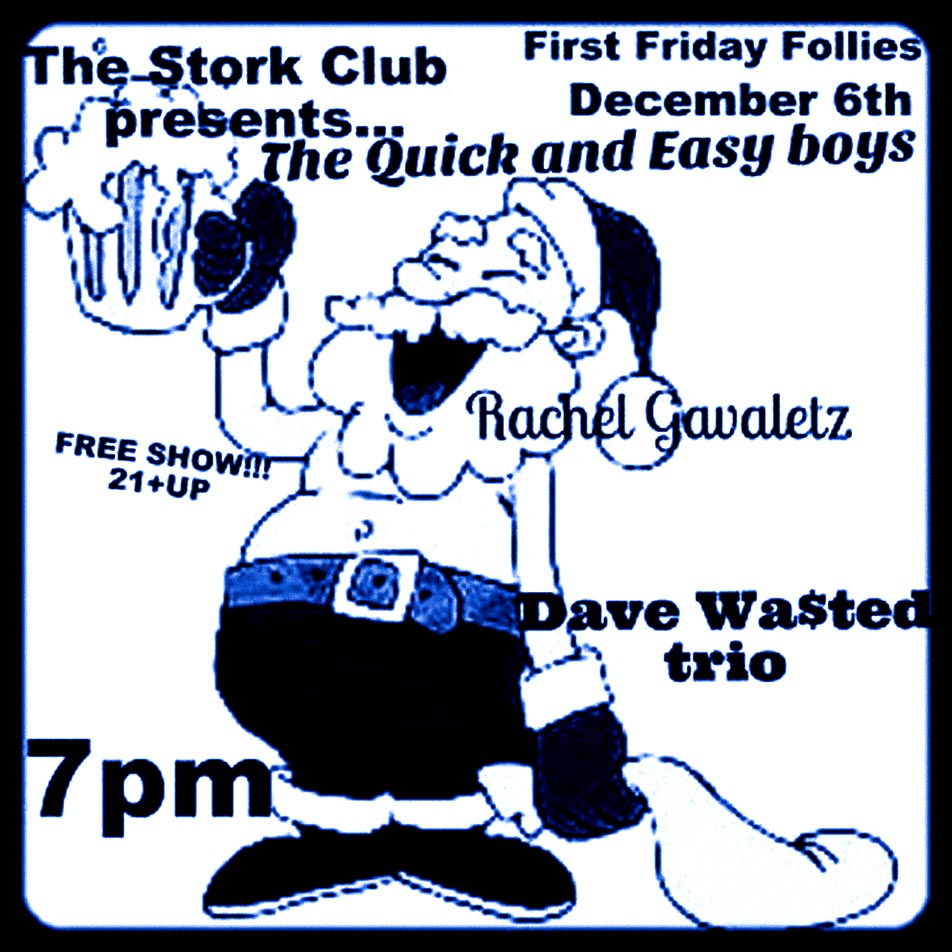 The Stork Club
presents...
First Friday Follies
December 6th
The Quick and Easy boys
Rachel Gavaletz
FREE SHOW!!!
21+UP
Dave Wa$ted
trio
7pm